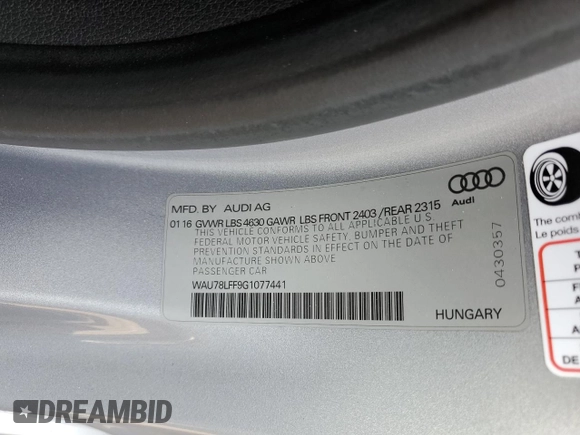 MFD. BY AUDI AG
Audi
01 16 GVWR LBS 4630 GAWR LBS FRONT 2403 / REAR 2315
THIS VEHICLE CONFORMS TO ALL APPLICABLE U.S.
FEDERAL MOTOR VEHICLE SAFETY, BUMPER AND THEFT
PREVENTION STANDARDS IN EFFECT ON THE DATE OF
MANUFACTURE SHOWN ABOVE
PASSENGER CAR
WAU78LFF9G1077441
HUNGARY
0430357
The com
Le poids
T
P
F
A
A
DE
DREAMBID